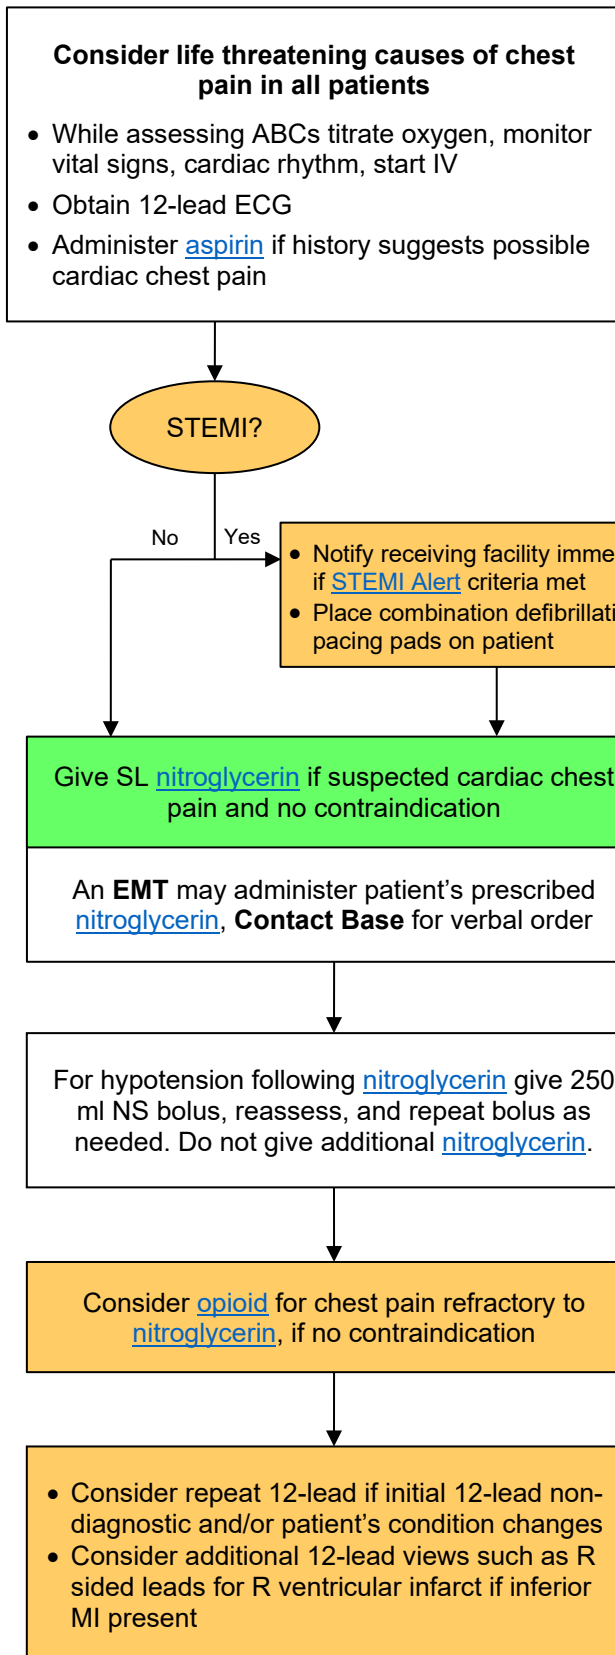 Consider life threatening causes of chest
pain in all patients
• While assessing ABCs titrate oxygen, monitor
vital signs, cardiac rhythm, start IV
• Obtain 12-lead ECG
• Administer aspirin if history suggests possible
cardiac chest pain
STEMI?
No
Yes
• Notify receiving facility imme
if STEMI Alert criteria met
• Place combination defibrillati
pacing pads on patient
Give SL nitroglycerin if suspected cardiac chest
pain and no contraindication
An EMT may administer patient’s prescribed
nitroglycerin, Contact Base for verbal order
For hypotension following nitroglycerin give 250
ml NS bolus, reassess, and repeat bolus as
needed. Do not give additional nitroglycerin.
Consider opioid for chest pain refractory to
nitroglycerin, if no contraindication
• Consider repeat 12-lead if initial 12-lead non-
diagnostic and/or patient’s condition changes
• Consider additional 12-lead views such as R
sided leads for R ventricular infarct if inferior
MI present